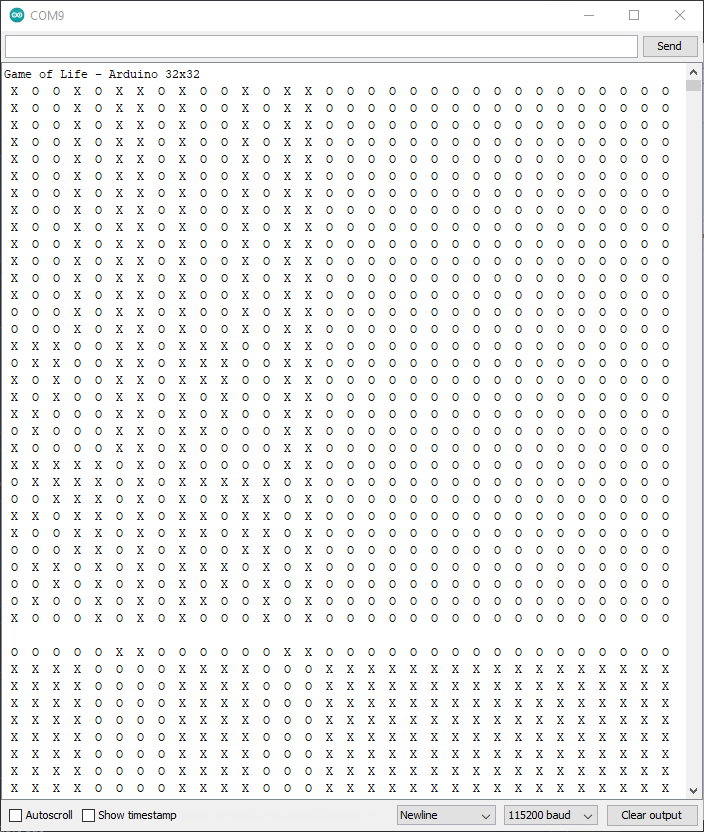 COM9
Send
Game of Life - Arduino 32x32
X O O X O X X O X O O X O X X O O O O O O O O O O O O O O O O O
X O O X O X X O X O O X O X X O O O O O O O O O O O O O O O O O
X O O X O X X O X O O X O X X O O O O O O O O O O O O O O O O O
X O O X O X X O X O O X O X X O O O O O O O O O O O O O O O O O
X O O X O X X O X O O X O X X O O O O O O O O O O O O O O O O O
X O O X O X X O X O O X O X X O O O O O O O O O O O O O O O O O
X O O X O X X O X O O X O X X O O O O O O O O O O O O O O O O O
X O O X O X X O X O O X O X X O O O O O O O O O O O O O O O O O
X O O X O X X O X O O X O X X O O O O O O O O O O O O O O O O O
X O O X O X X O X O O X O X X O O O O O O O O O O O O O O O O O
X O O X O X X O X O O X O X X O O O O O O O O O O O O O O O O O
X O O X O X X O X O O X O X X O O O O O O O O O O O O O O O O O
X O O X O X X O X O O X O X X O O O O O O O O O O O O O O O O O
O O O X O X X O X O O X O X X O O O O O O O O O O O O O O O O O
O O O X O X X O X O O X O X X O O O O O O O O O O O O O O O O O
X X X O O X X O X X X O O X X O O O O O O O O O O O O O O O O O
O X X O O X X O X X X O O X X O O O O O O O O O O O O O O O O O
X O X O O X X O X X X O O X X O O O O O O O O O O O O O O O O O
X O X O O X X O X O X O O X X O O O O O O O O O O O O O O O O O
X X O O O X X O X X O O O X X O O O O O O O O O O O O O O O O O
O X O O O X X O X X O O O X X O O O O O O O O O O O O O O O O O
X O O O O X X O X O O O O X X O O O O O O O O O O O O O O O O O
X X X X X O X O X O O O O X X O O O O O O O O O O O O O O O O O
O X X X X O X O X X X X X O X O O O O O O O O O O O O O O O O O
O O X X X O X O X X X X X O X O O O O O O O O O O O O O O O O O
X X O X X O X O X X O X X O X O O O O O O O O O O O O O O O O O
X O O X X O X O X O O X X O X O O O O O O O O O O O O O O O O O
O O X O X O X O X X X O X O X O O O O O O O O O O O O O O O O O
O X X O X O X O X X X O X O X O O O O O O O O O O O O O O O O O
O X O O X O X O X X O O X O X O O O O O O O O O O O O O O O O O
X O O O X O X O X O O O X O X O O O O O O O O O O O O O O O O O
O O O O O X X O O O O O O X X O O O O O O O O O O O O O O O O O
X X X X O O O O X X X X O O O X X X X X X X X X X X X X X X X X
X X X X O O O O X X X X O O O X X X X X X X X X X X X X X X X X
X X X X O O O O X X X X O O O X X X X X X X X X X X X X X X X X
X X X X O O O O X X X X O O O X X X X X X X X X X X X X X X X X
X X X X O O O O X X X X O O O X X X X X X X X X X X X X X X X X
X X X X O O O O X X X X O O O X X X X X X X X X X X X X X X X X
X X X X O O O O X X X X O O O X X X X X X X X X X X X X X X X X
X X X X O O O O X X X X O O O X X X X X X X X X X X X X X X X X
Autoscroll Show timestamp Newline 115200 baud Clear output